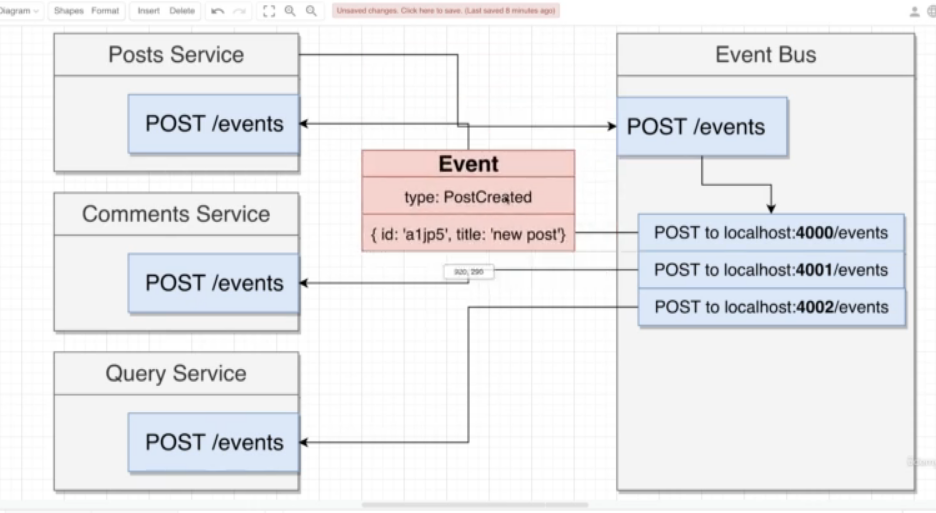 Diagram
Shapes Format Insert Delete
Unsaved changes. Click here to save. (Last saved 8 minutes ago)
Posts Service
POST /events
Comments Service
POST /events
Query Service
POST /events
Event
type: PostCreated
{ id: 'a1jp5', title: 'new post'}
920, 290
Event Bus
POST /events
POST to localhost:4000/events
POST to localhost:4001/events
POST to localhost:4002/events